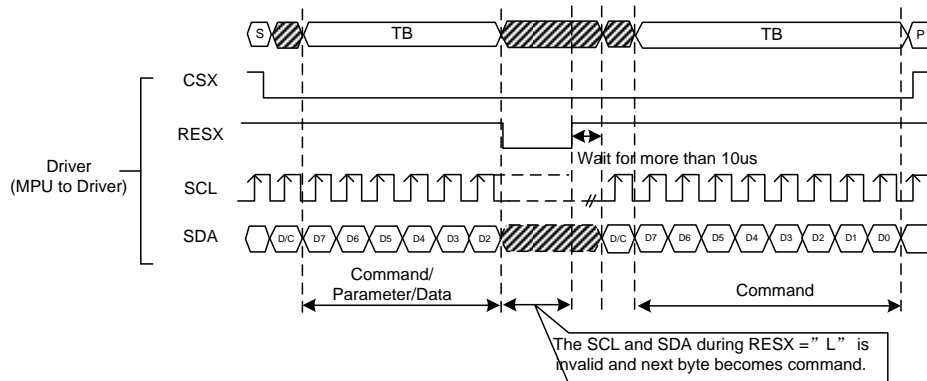 S TB TB P
CSX
RESX
Wait for more than 10us
Driver
(MPU to Driver)
SCL
SDA D/C D7 D6 D5 D4 D3 D2 D/C D7 D6 D5 D4 D3 D2 D1 D0
Command/
Parameter/Data
Command
The SCL and SDA during RESX =”L” is
invalid and next byte becomes command.